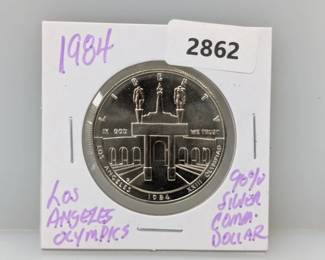 1984
2862
LIBERTY
IN GOD WE TRUST
LOS ANGELES XXIII OLYMPIAD
1984
LOS
ANGELES
OLYMPICS
90%
SILVER
COMM.
DOLLAR